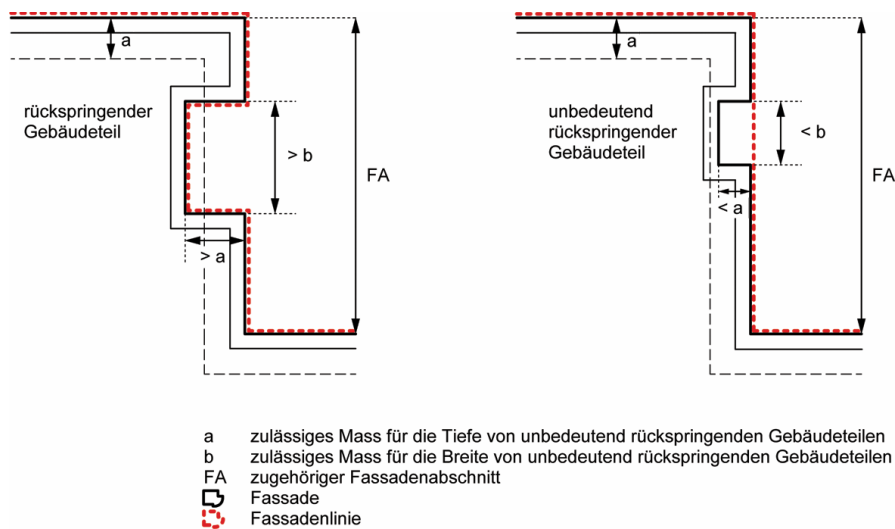 a
rückspringender
Gebäudeteil
> b
FA
> a
a
unbedeutend
rückspringender
Gebäudeteil
< b
FA
< a
a zulässiges Mass für die Tiefe von unbedeutend rückspringenden Gebäudeteilen
b zulässiges Mass für die Breite von unbedeutend rückspringenden Gebäudeteilen
FA zugehöriger Fassadenabschnitt
Fassade
Fassadenlinie